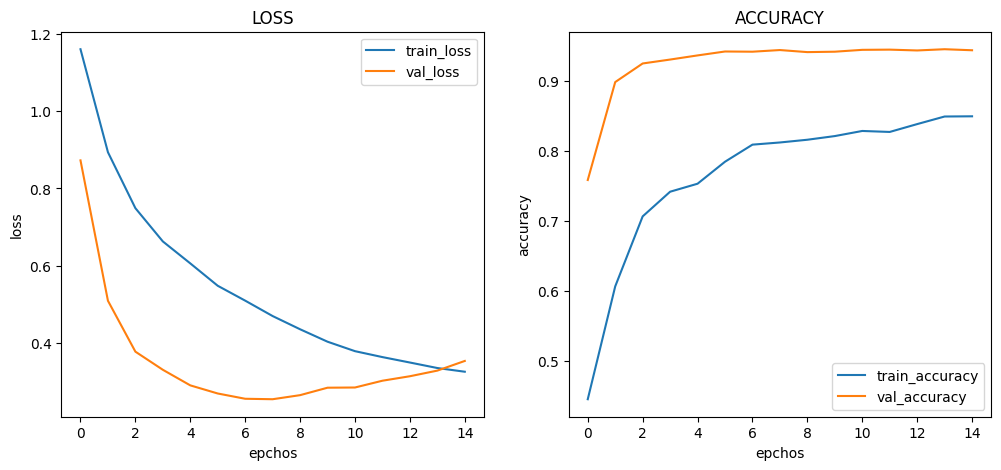 LOSS
1.2
1.0
0.8
0.6
0.4
loss
0 2 4 6 8 10 12 14
epchos
train_loss
val_loss
ACCURACY
0.9
0.8
0.7
0.6
0.5
accuracy
0 2 4 6 8 10 12 14
epchos
train_accuracy
val_accuracy